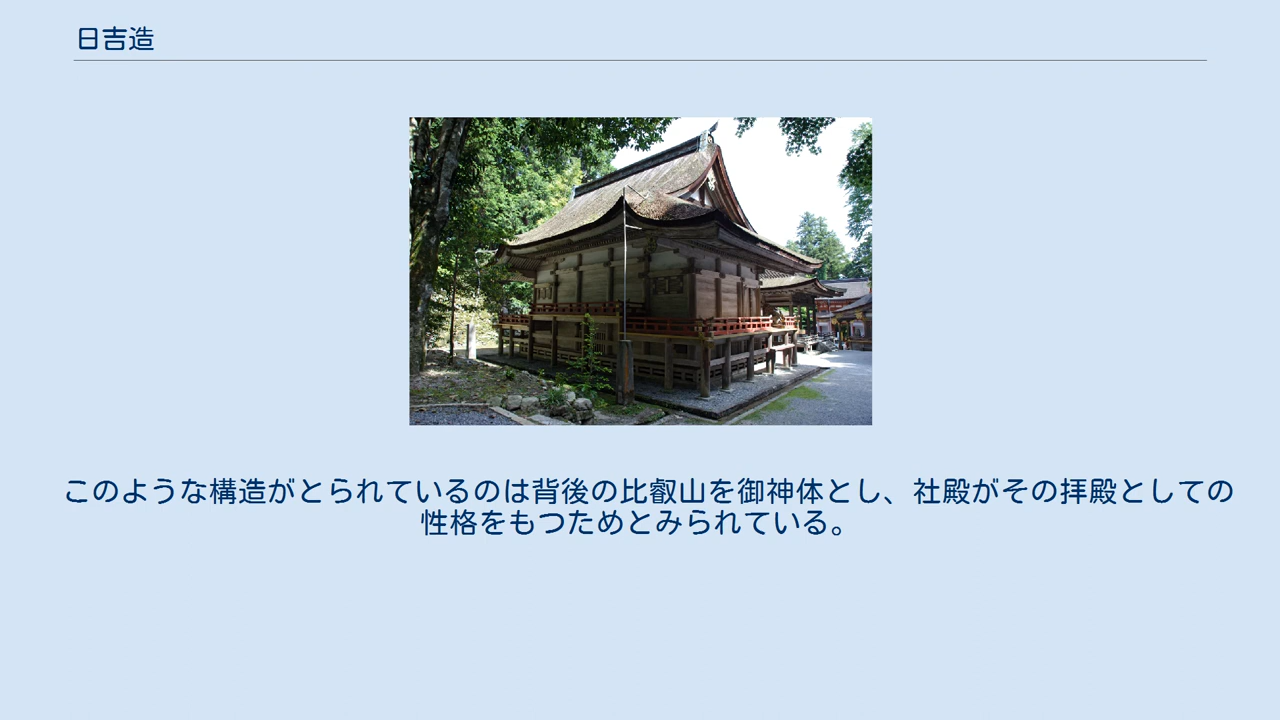 日吉造
このような構造がとられているのは背後の比叡山を御神体とし、社殿がその拝殿としての
性格をもつためとみられている。